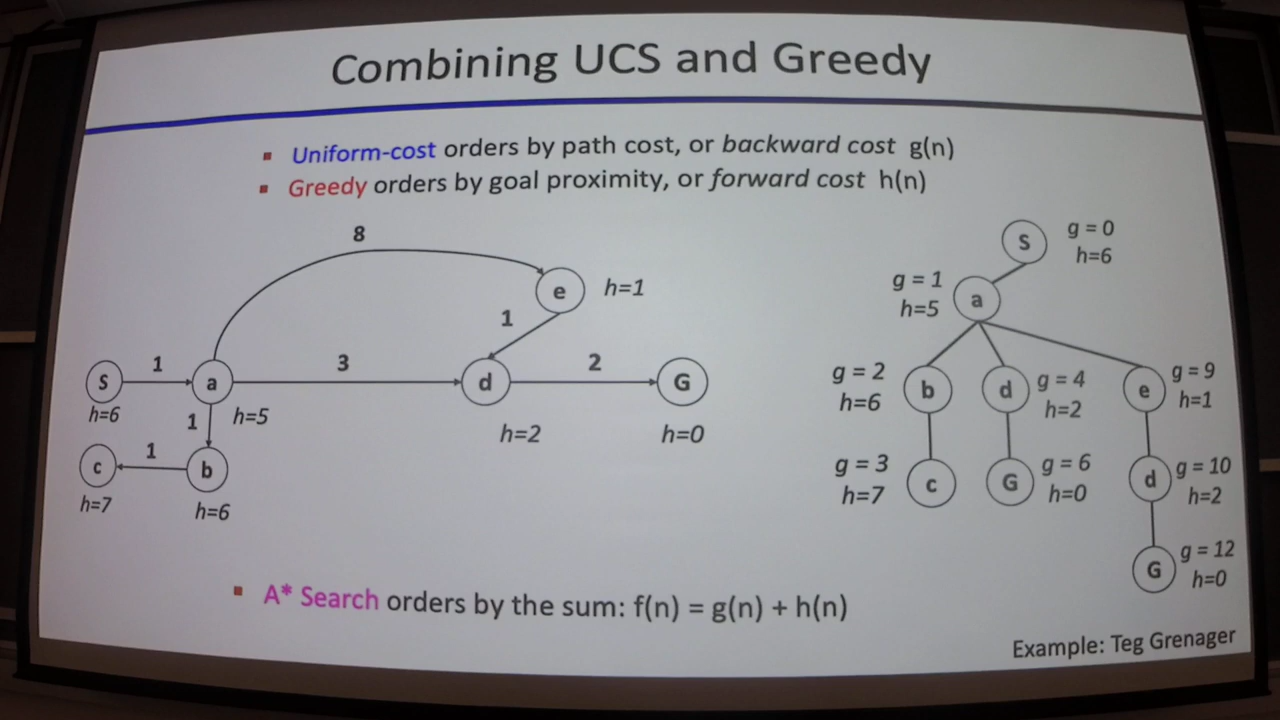 Combining UCS and Greedy
▪ Uniform-cost orders by path cost, or backward cost g(n)
▪ Greedy orders by goal proximity, or forward cost h(n)
8
e
h=1
1
S
1
a
3
d
2
G
h=6
h=5
h=2
h=0
1
c
1
b
h=7
h=6
S
g = 0
h=6
g = 1
h=5
a
g = 2
h=6
b
d
g = 4
h=2
e
g = 9
h=1
g = 3
h=7
c
G
g = 6
h=0
d
g = 10
h=2
G
g = 12
h=0
▪ A* Search orders by the sum: f(n) = g(n) + h(n)
Example: Teg Grenager